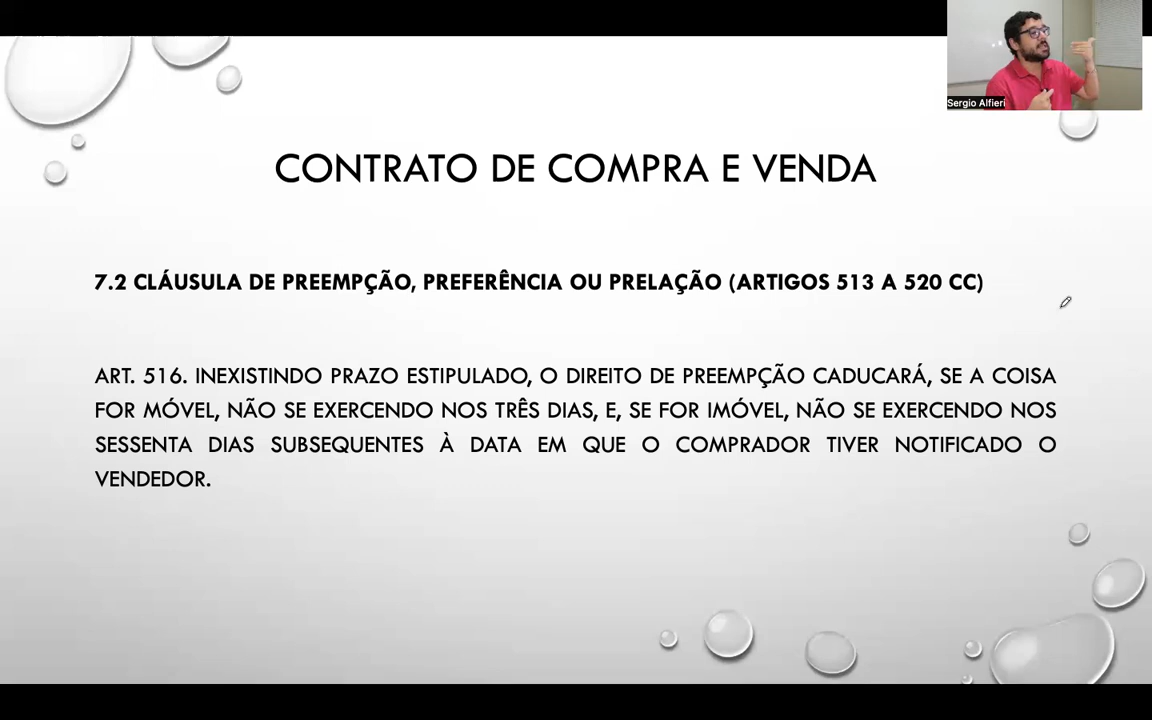 Sergio Alfieri
CONTRATO DE COMPRA E VENDA
7.2 CLÁUSULA DE PREEMPÇÃO, PREFERÊNCIA OU PRELAÇÃO (ARTIGOS 513 A 520 CC)
ART. 516. INEXISTINDO PRAZO ESTIPULADO, O DIREITO DE PREEMPÇÃO CADUCARÁ, SE A COISA
FOR MÓVEL, NÃO SE EXERCENDO NOS TRÊS DIAS, E, SE FOR IMÓVEL, NÃO SE EXERCENDO NOS
SESSENTA DIAS SUBSEQUENTES À DATA EM QUE O COMPRADOR TIVER NOTIFICADO O
VENDEDOR.